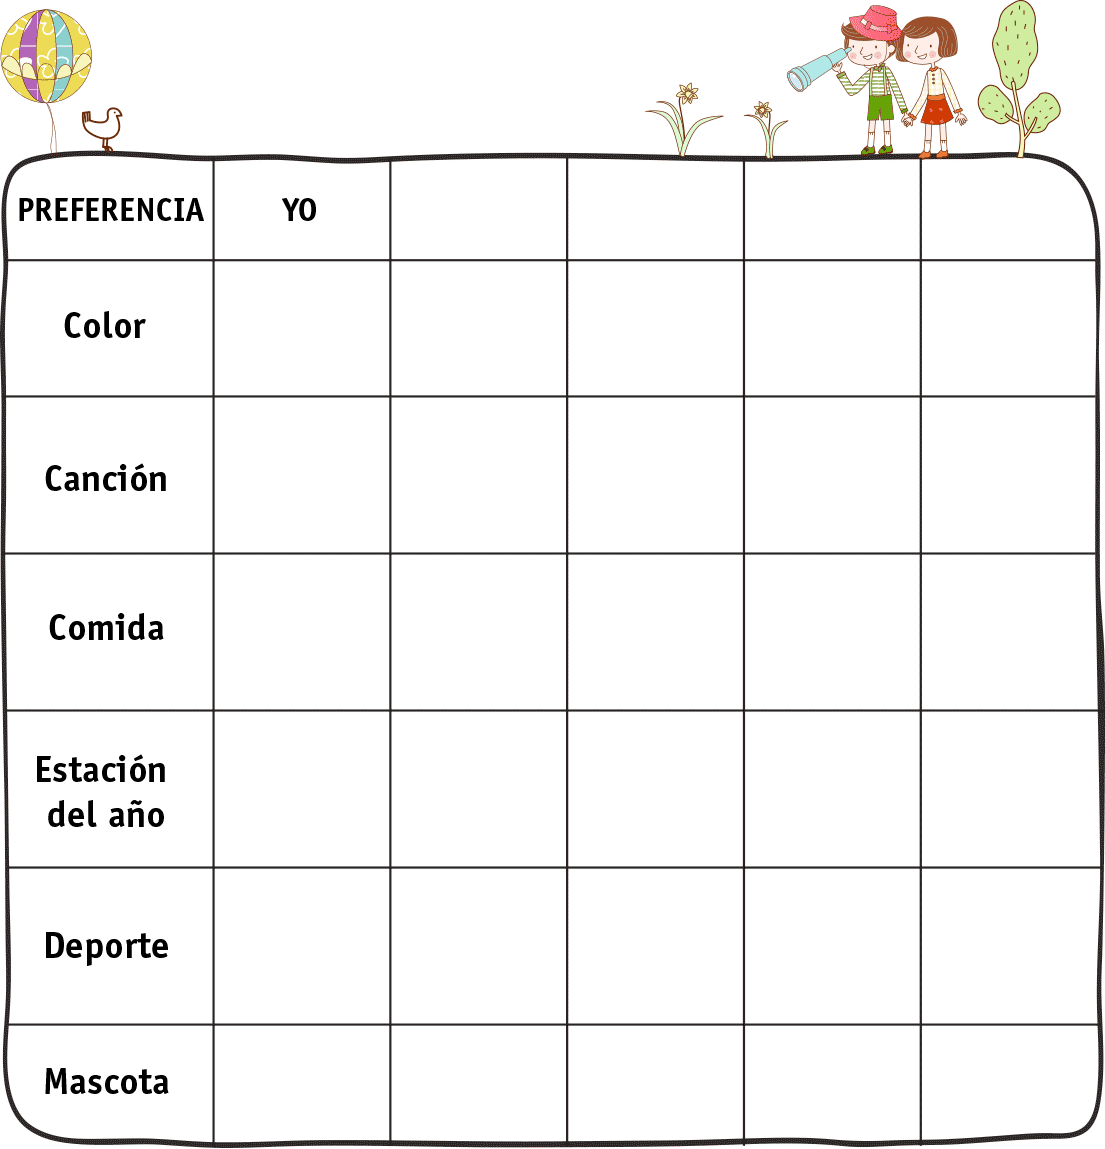 PREFERENCIA YO
Color
Canción
Comida
Estación
del año
Deporte
Mascota